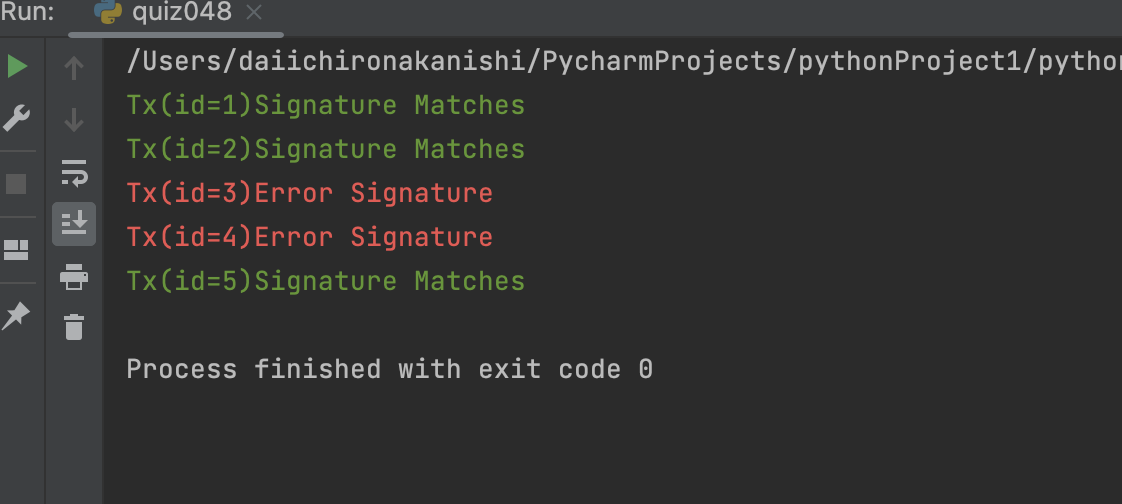 Run: quiz048
/Users/daiichironakanishi/PycharmProjects/pythonProject1/python
Tx(id=1)Signature Matches
Tx(id=2)Signature Matches
Tx(id=3)Error Signature
Tx(id=4)Error Signature
Tx(id=5)Signature Matches
Process finished with exit code 0